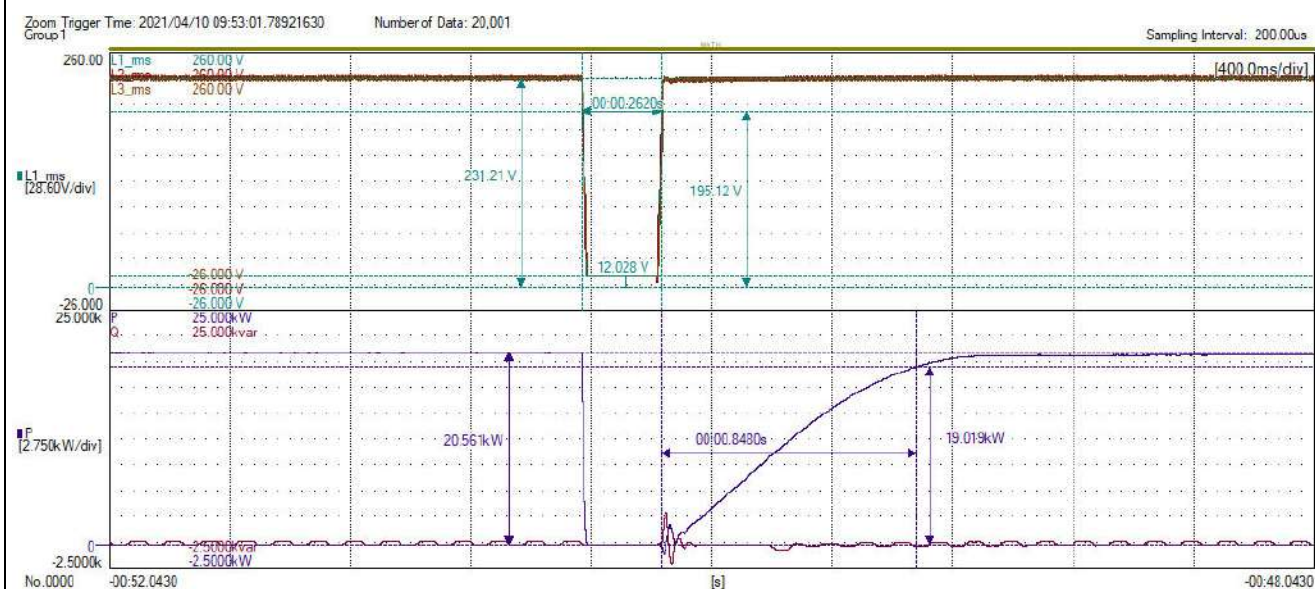 Zoom Trigger Time: 2021/04/10 09:53:01.78921630 Number of Data: 20,001
Group1 Sampling Interval: 200.00us
MATH
260.00 L1_rms 260.00 V [400.0ms/div]
L2_rms 260.00 V
L3_rms 260.00 V
00:00.2620s
L1_rms
[28.60V/div]
231.21 V
195.12 V
12.028 V
-26.000 V
0 -26.000 V
-26.000 -26.000 V
25.000k P 25.000kW
Q 25.000kvar
P
[2.750kW/div]
20.561kW 00:00.8480s 19.019kW
0 -2.5000kvar
-2.5000k -2.5000kW
No.0000 -00:52.0430 [s] -00:48.0430